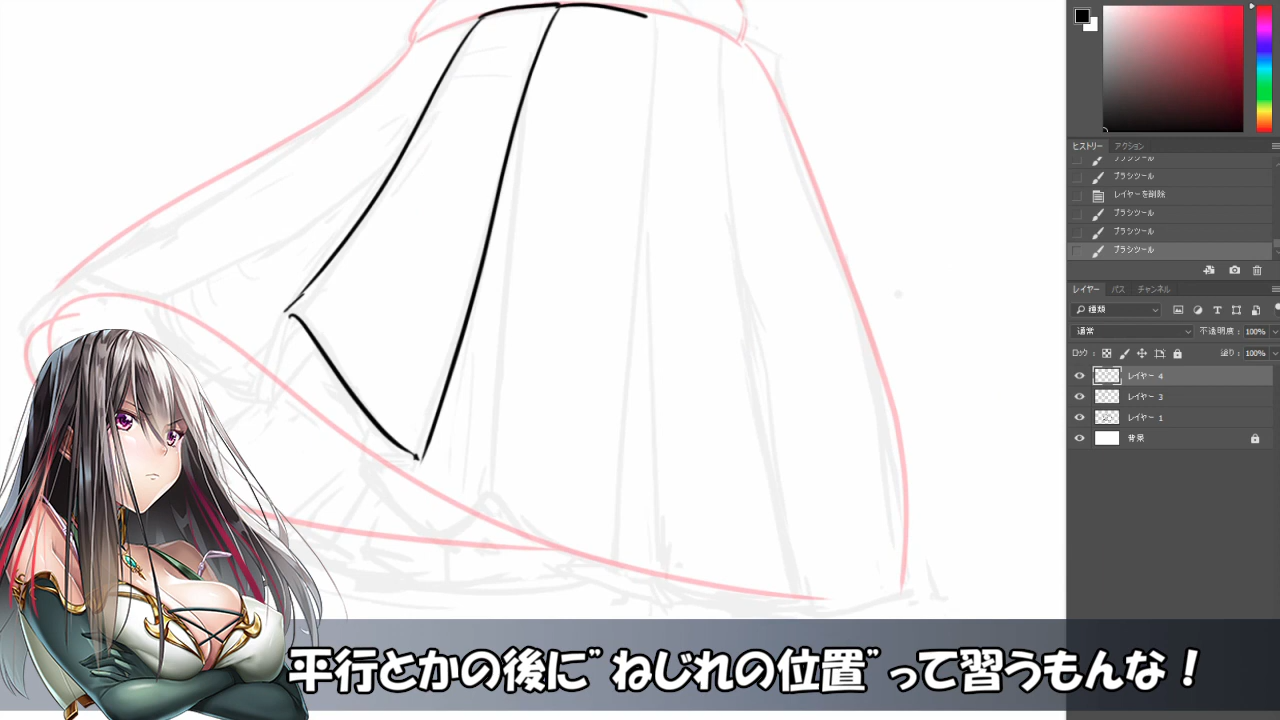 ヒストリー アクション
ブラシツール
ブラシツール
レイヤーを削除
ブラシツール
ブラシツール
ブラシツール
レイヤー パス チャンネル
種類
通常 不透明度： 100%
ロック： 塗り： 100%
レイヤー 4
レイヤー 3
レイヤー 1
背景
平行とかの後に"ねじれの位置"って習うもんな！